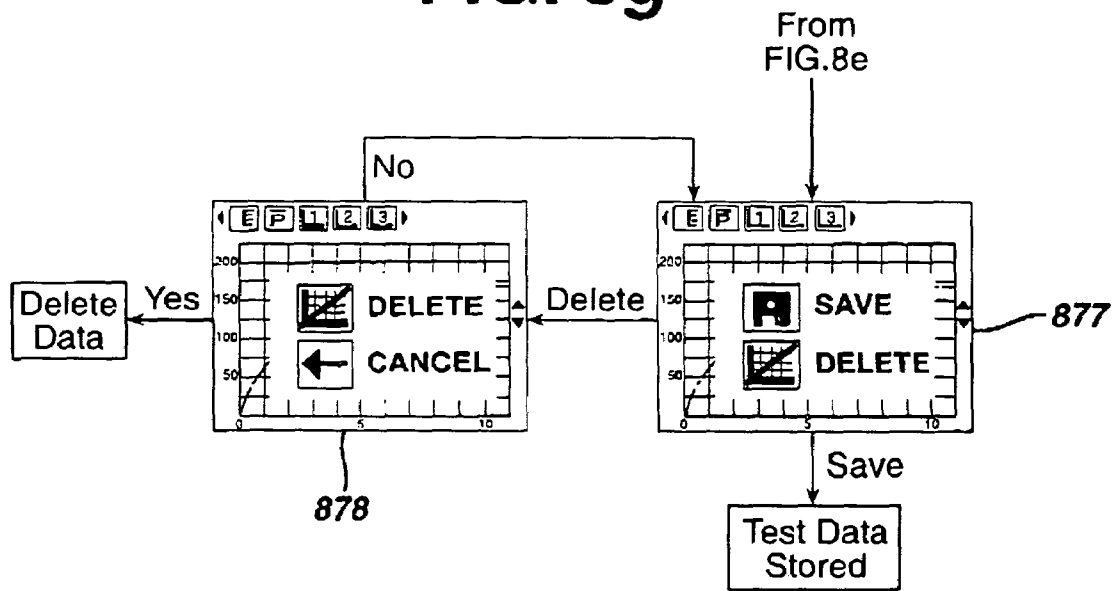 From
FIG.8e
No
E P 1 2 3
E P 1 2 3
200
150
100
50
0 5 10
DELETE
CANCEL
200
150
100
50
0 5 10
SAVE
DELETE
Yes
Delete
Data
Delete
877
878
Save
Test Data
Stored